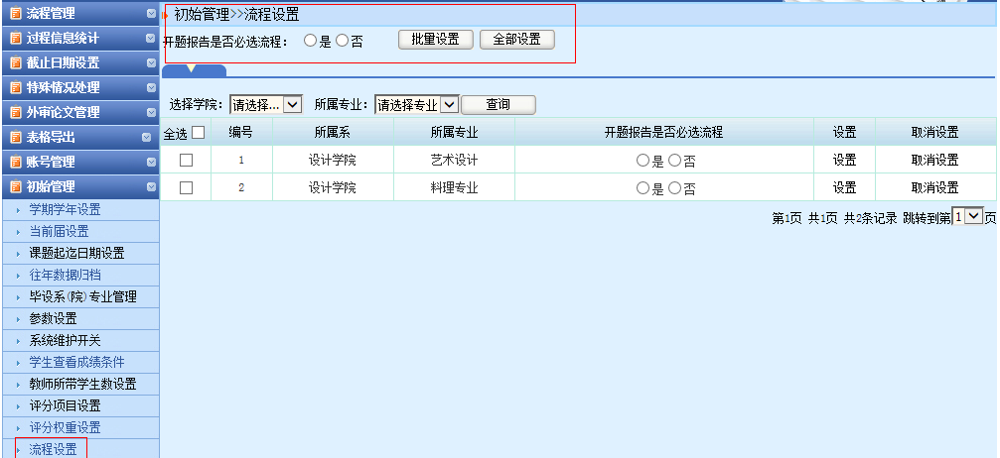 流程管理
过程信息统计
截止日期设置
特殊情况处理
外审论文管理
表格导出
账号管理
初始管理
学期学年设置
当前届设置
课题起迄日期设置
往年数据归档
毕设系(院)专业管理
参数设置
系统维护开关
学生查看成绩条件
教师所带学生数设置
评分项目设置
评分权重设置
流程设置
初始管理>>流程设置
开题报告是否必选流程： 是 否 批量设置 全部设置
选择学院： 请选择... 所属专业： 请选择专业 查询
全选 编号 所属系 所属专业 开题报告是否必选流程 设置 取消设置
1 设计学院 艺术设计 是 否 设置 取消设置
2 设计学院 料理专业 是 否 设置 取消设置
第1页 共1页 共2条记录 跳转到第 1 页